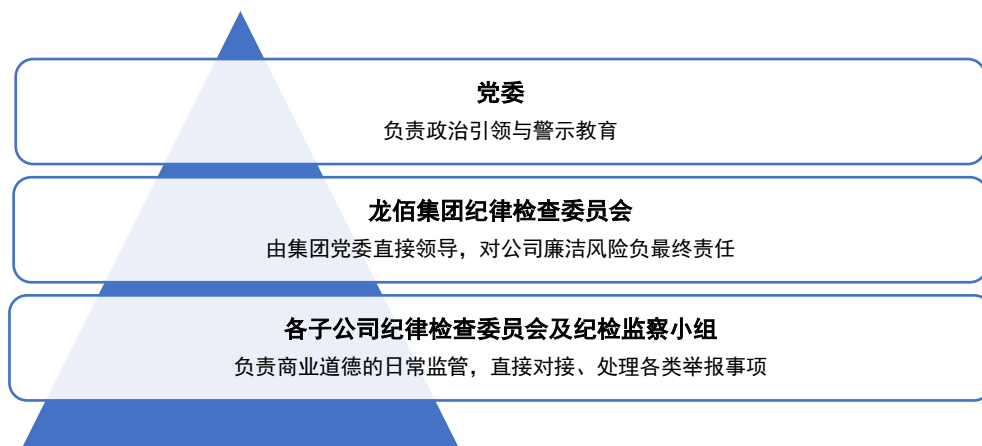 党委
负责政治引领与警示教育
龙佰集团纪律检查委员会
由集团党委直接领导，对公司廉洁风险负最终责任
各子公司纪律检查委员会及纪检监察小组
负责商业道德的日常监管，直接对接、处理各类举报事项